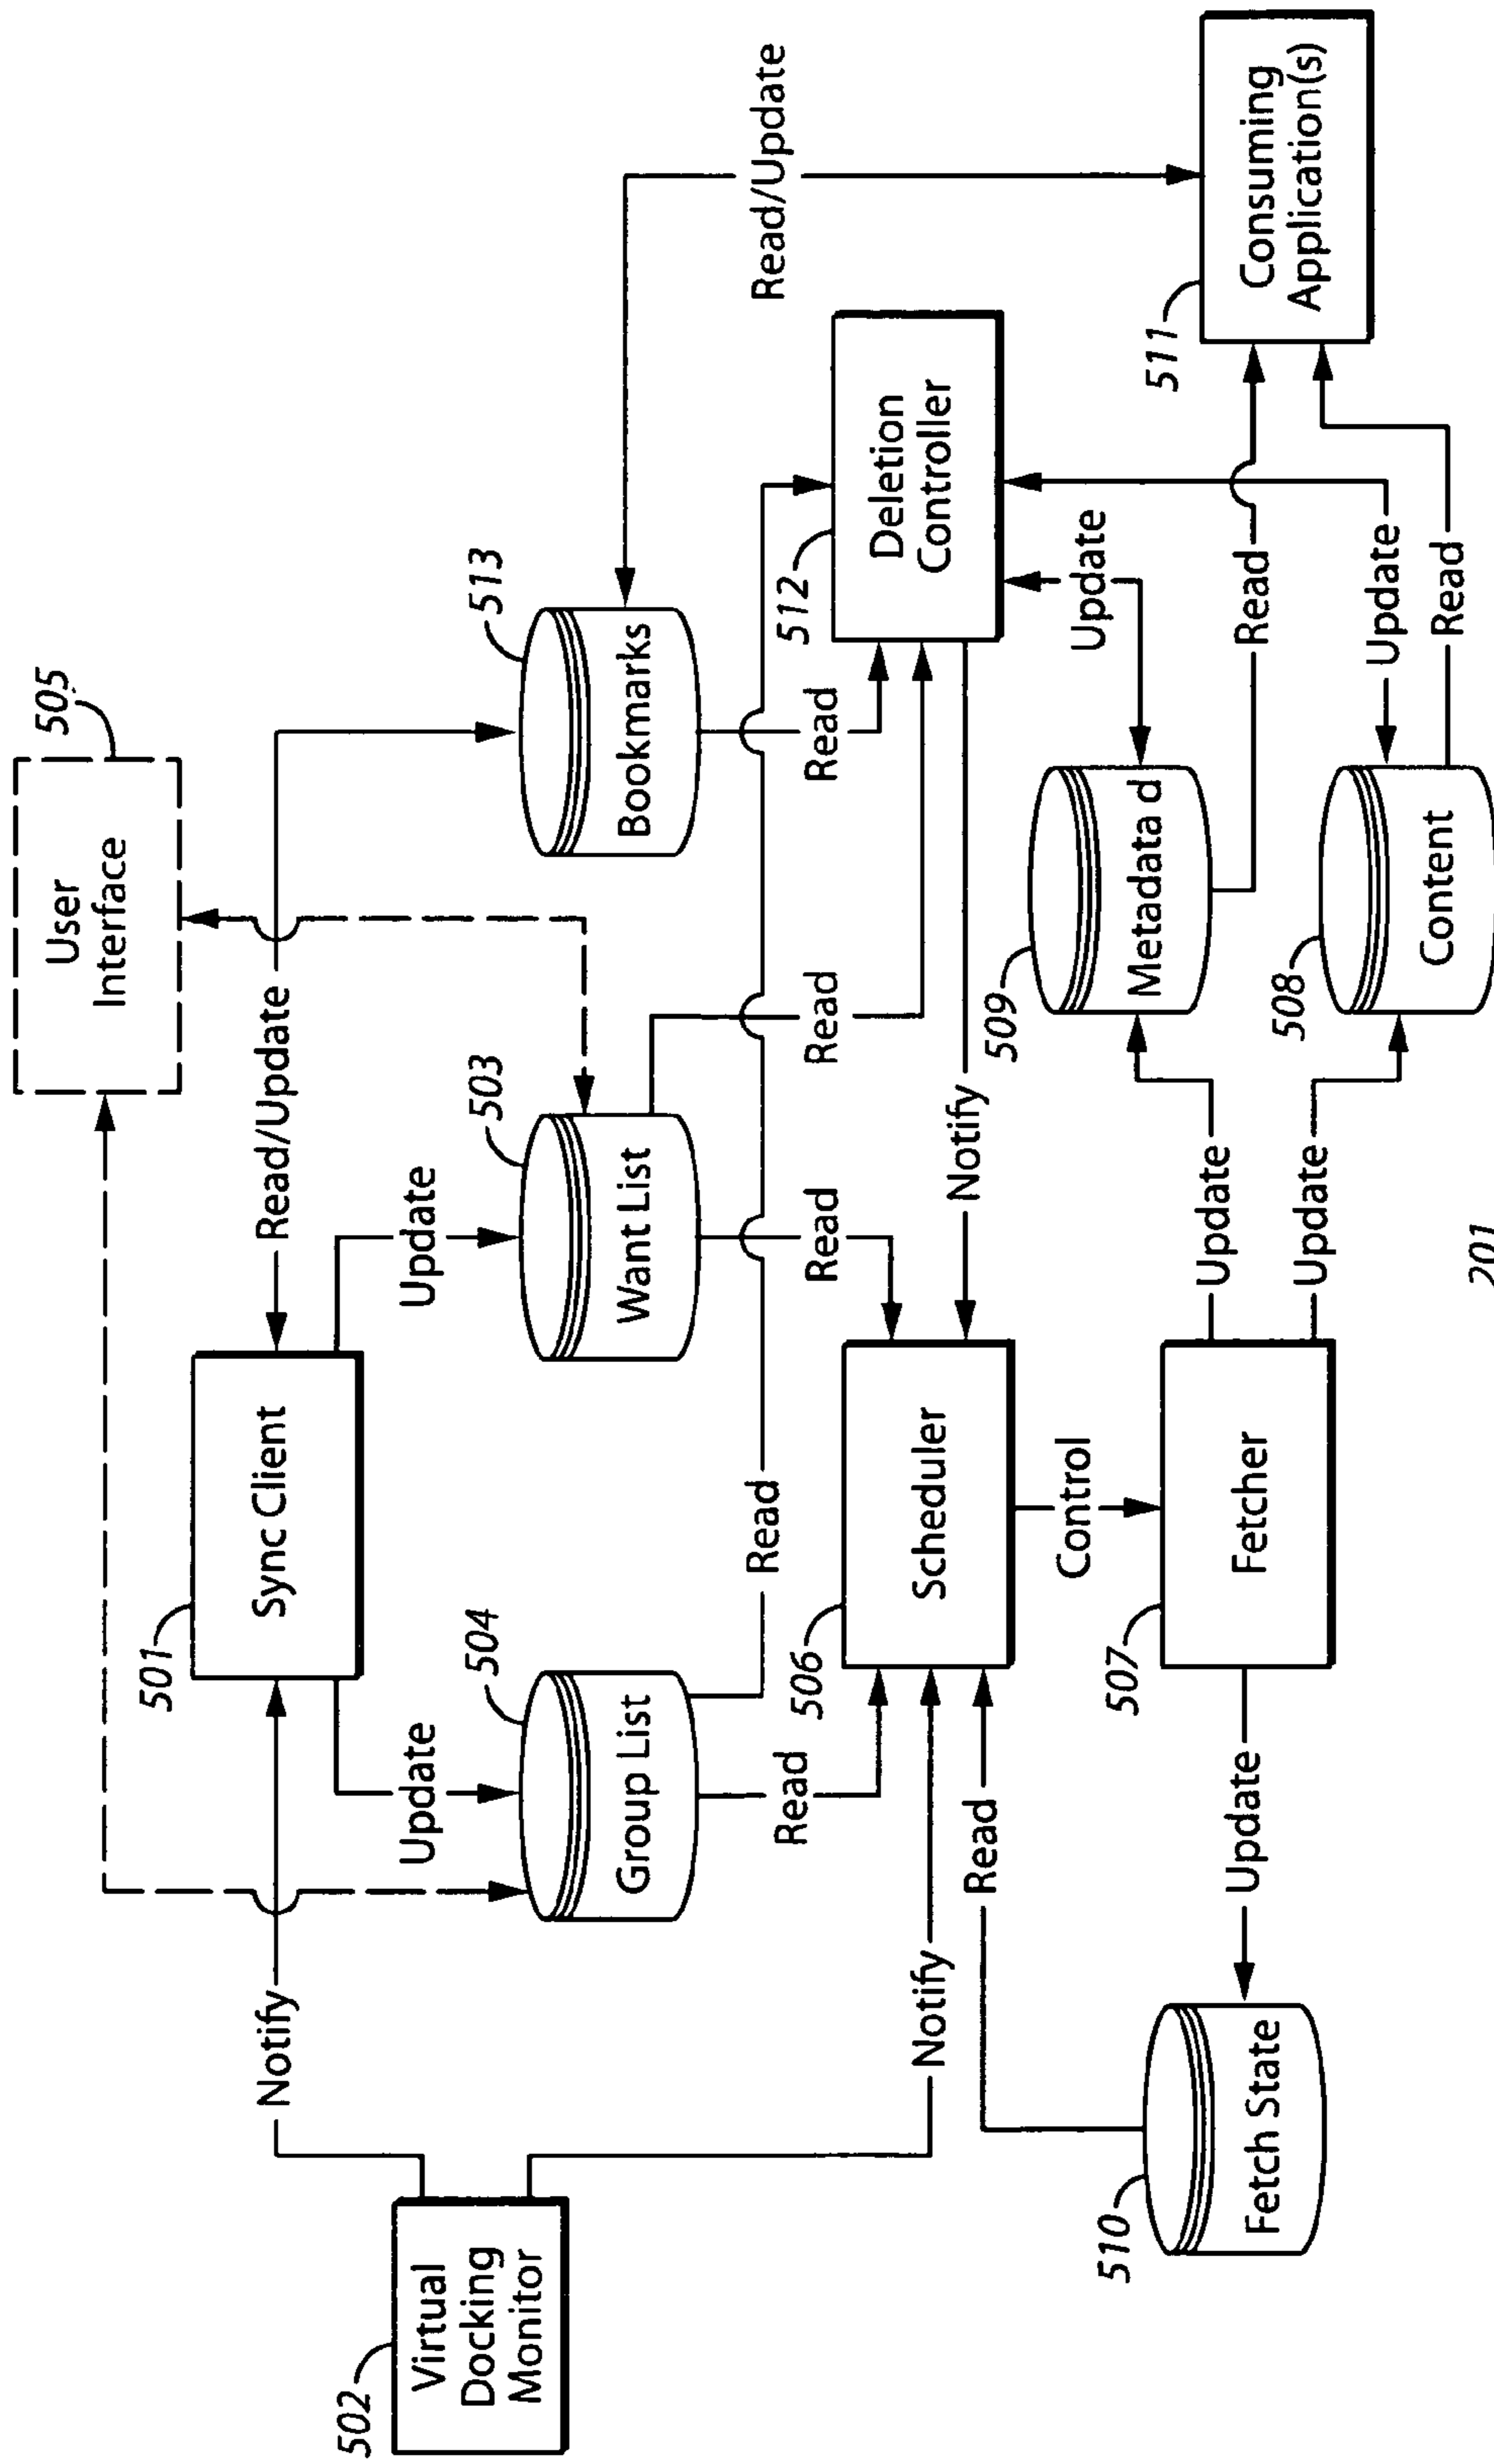 505
User
Interface
Notify
501
Sync Client
Read/Update
502
Virtual
Docking
Monitor
Update
Update
504
Group List
503
Want List
513
Bookmarks
Read
Read
Read
Read
Read
Read/Update
Notify
506
Scheduler
Notify
512
Deletion
Controller
Read
Control
Update
510
Fetch State
Update
507
Fetcher
Update
Update
509
Metadata d
Read
511
Consuming
Application(s)
508
Content
Update
Read
201